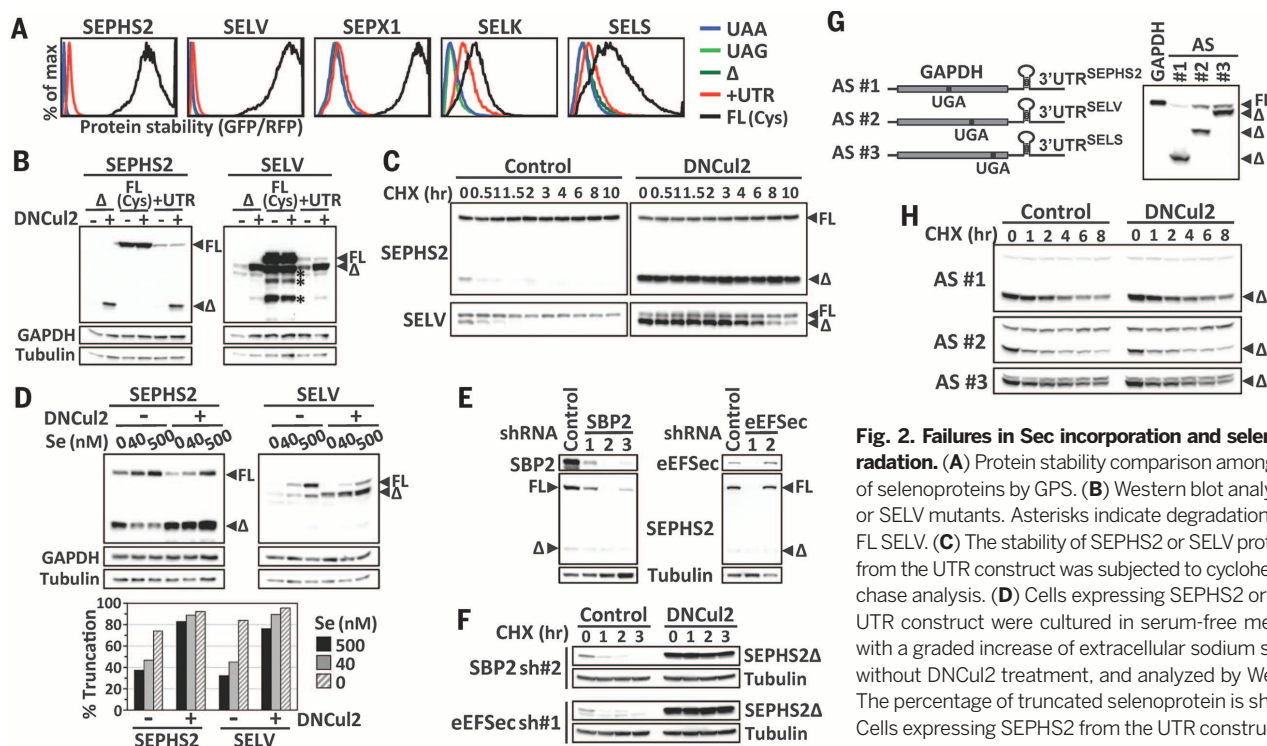 A
SEPHS2 SELV SEPX1 SELK SELS
% of max
Protein stability (GFP/RFP)
UAA
UAG
Δ
+UTR
FL (Cys)
B
SEPHS2 SELV
Δ FL (Cys) +UTR Δ FL (Cys) +UTR
DNCul2 - + - + - + - + - + - +
FL
Δ
FL
Δ
*
*
*
GAPDH
Tubulin
C
Control DNCul2
CHX (hr) 0 0.5 1 1.5 2 3 4 6 8 10 0 0.5 1 1.5 2 3 4 6 8 10
SEPHS2
FL
Δ
SELV
FL
Δ
D
SEPHS2 SELV
DNCul2 - + - +
Se (nM) 0 40 500 0 40 500 0 40 500 0 40 500
FL
Δ
FL
Δ
GAPDH
Tubulin
% Truncation
100
80
60
40
20
0
Se (nM)
500
40
0
- + - + DNCul2
SEPHS2 SELV
E
shRNA Control SBP2 1 2 3
SBP2
FL
Δ
shRNA Control eEFSec 1 2
eEFSec
FL
SEPHS2
Δ
Tubulin
F
Control DNCul2
CHX (hr) 0 1 2 3 0 1 2 3
SBP2 sh#2
SEPHS2Δ
Tubulin
eEFSec sh#1
SEPHS2Δ
Tubulin
G
GAPDH
AS #1 UGA 3'UTR^SEPHS2
AS #2 UGA 3'UTR^SELV
AS #3 UGA 3'UTR^SELS
GAPDH AS #1 #2 #3
FL
Δ
Δ
Δ
H
Control DNCul2
CHX (hr) 0 1 2 4 6 8 0 1 2 4 6 8
AS #1 Δ
AS #2 Δ
AS #3 Δ
Fig. 2. Failures in Sec incorporation and selen
radation. (A) Protein stability comparison among
of selenoproteins by GPS. (B) Western blot analy
or SELV mutants. Asterisks indicate degradation
FL SELV. (C) The stability of SEPHS2 or SELV prot
from the UTR construct was subjected to cyclohe
chase analysis. (D) Cells expressing SEPHS2 or
UTR construct were cultured in serum-free me
with a graded increase of extracellular sodium s
without DNCul2 treatment, and analyzed by We
The percentage of truncated selenoprotein is sh
Cells expressing SEPHS2 from the UTR constru